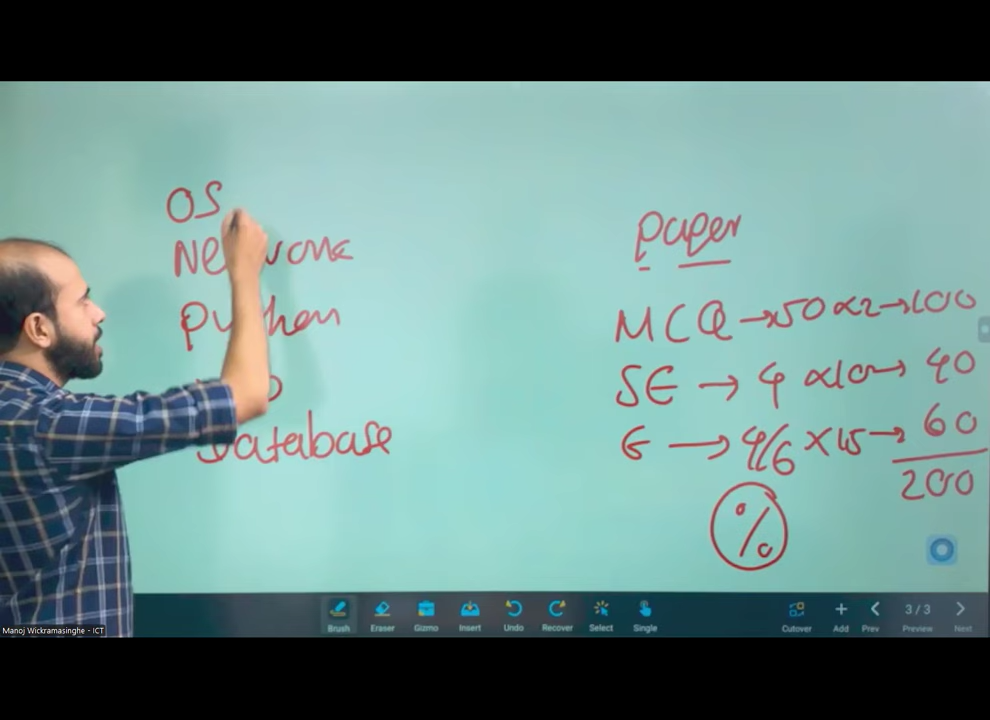 OS
Python
Database
Paper
MCQ → 50 x 2 → 100
SE → 4 x 10 → 40
E → 4/6 x 15 → 60
200
%
Manoj Wickramasinghe - ICT
Brush
Eraser
Gizmo
Insert
Undo
Recover
Select
Single
Cutover
Add
Prev
3 / 3
Preview
Next